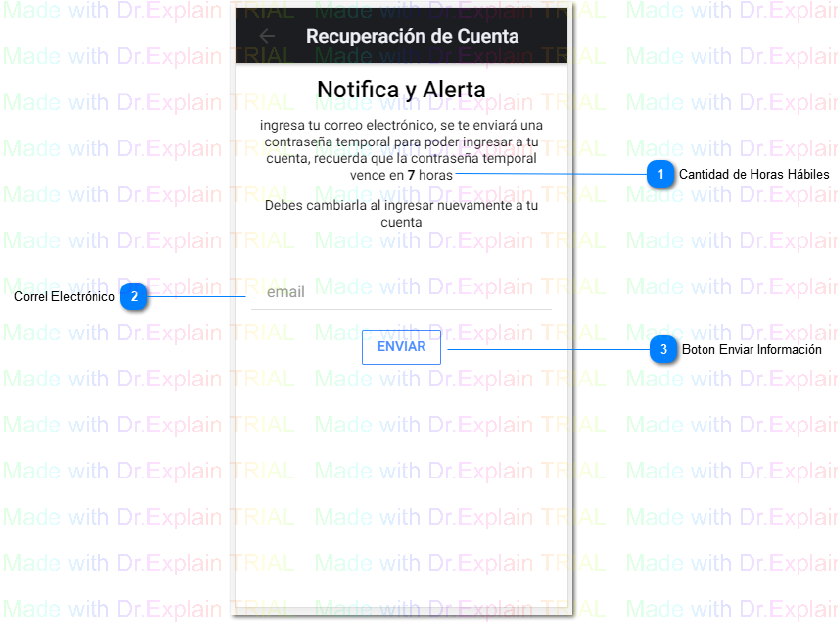 Recuperación de Cuenta
Notifica y Alerta
ingresa tu correo electrónico, se te enviará una
contraseña temporal para poder ingresar a tu
cuenta, recuerda que la contraseña temporal
vence en 7 horas
1 Cantidad de Horas Hábiles
Debes cambiarla al ingresar nuevamente a tu
cuenta
Correl Electrónico 2
email
ENVIAR
3 Boton Enviar Información
Made with Dr.Explain TRIAL